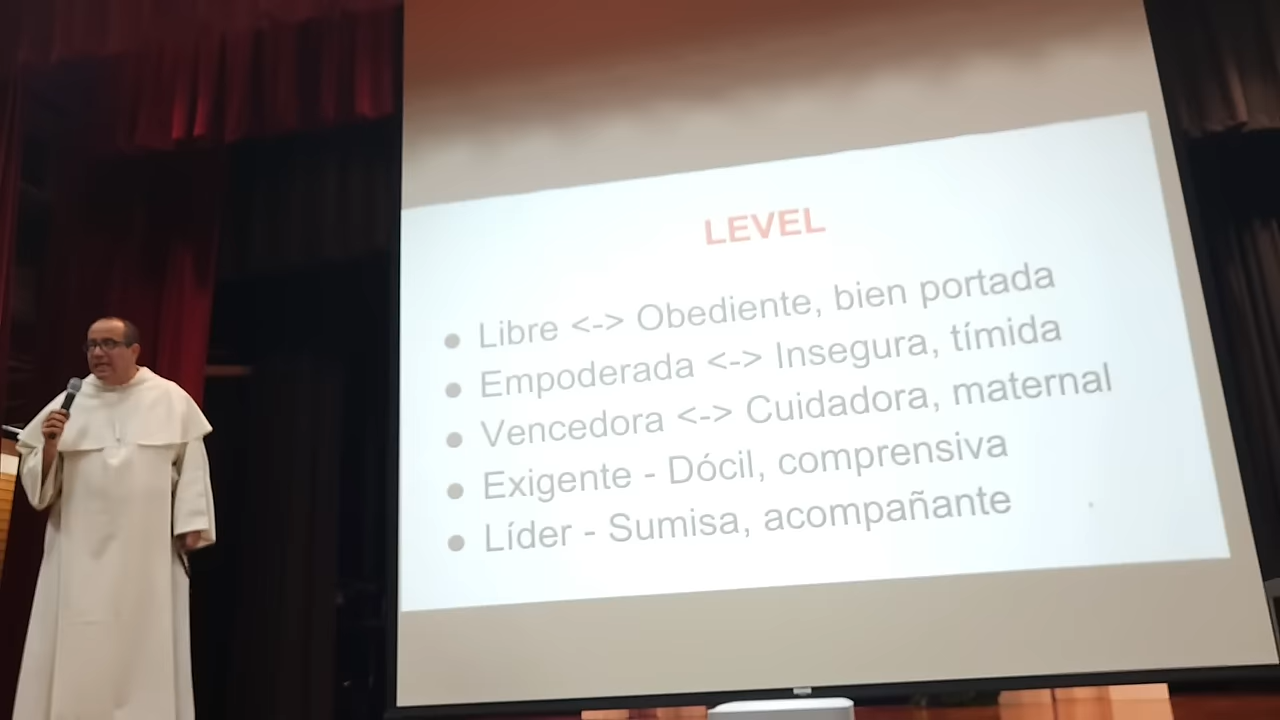 LEVEL
● Libre <-> Obediente, bien portada
● Empoderada <-> Insegura, tímida
● Vencedora <-> Cuidadora, maternal
● Exigente - Dócil, comprensiva
● Líder - Sumisa, acompañante